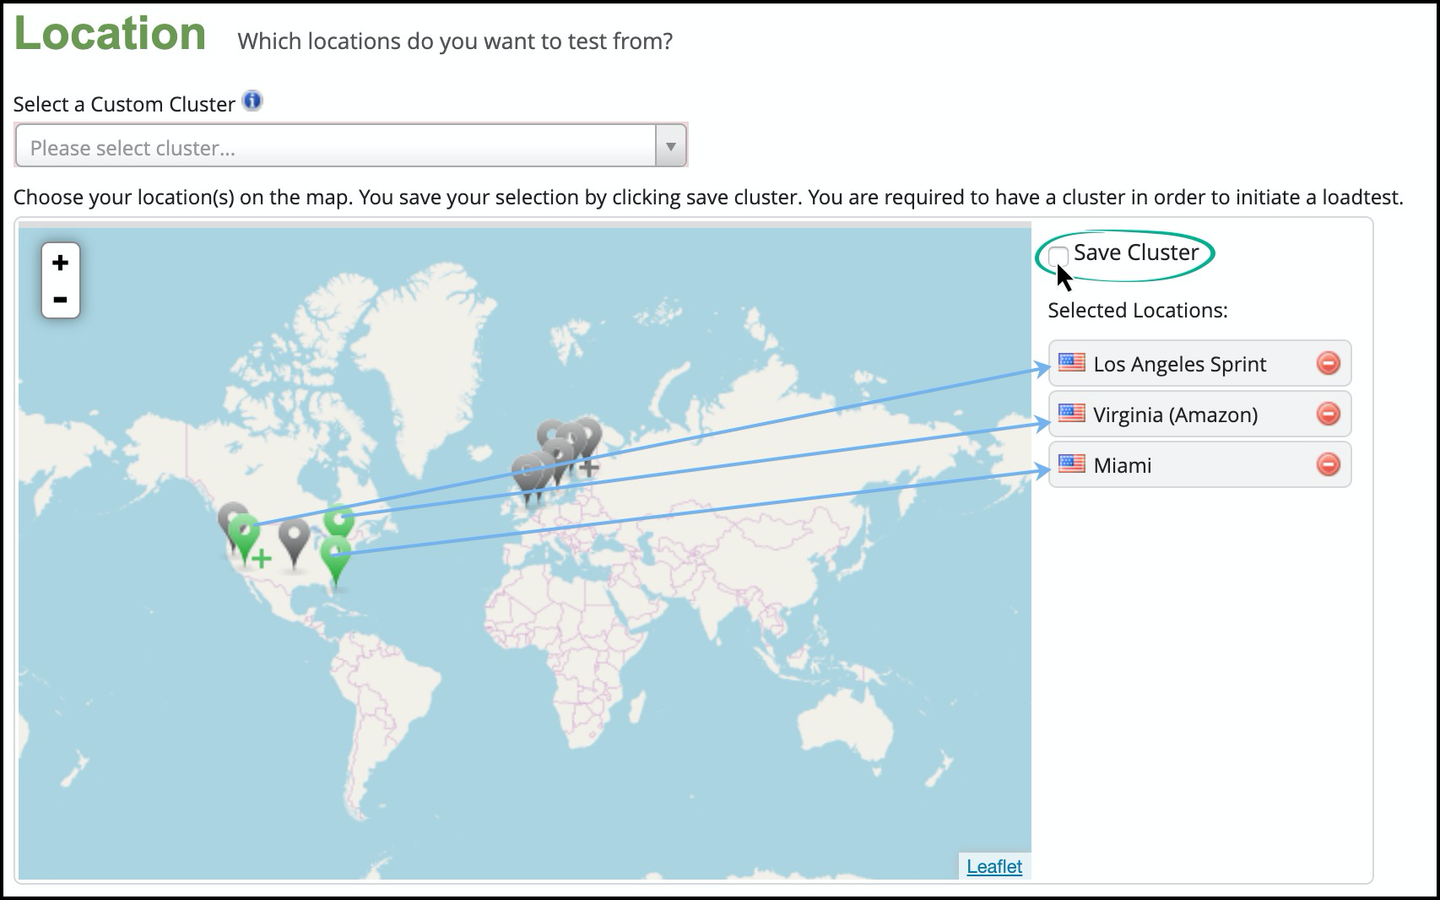 Location Which locations do you want to test from?
Select a Custom Cluster
Please select cluster...
Choose your location(s) on the map. You save your selection by clicking save cluster. You are required to have a cluster in order to initiate a loadtest.
+
-
Save Cluster
Selected Locations:
Los Angeles Sprint
Virginia (Amazon)
Miami
Leaflet